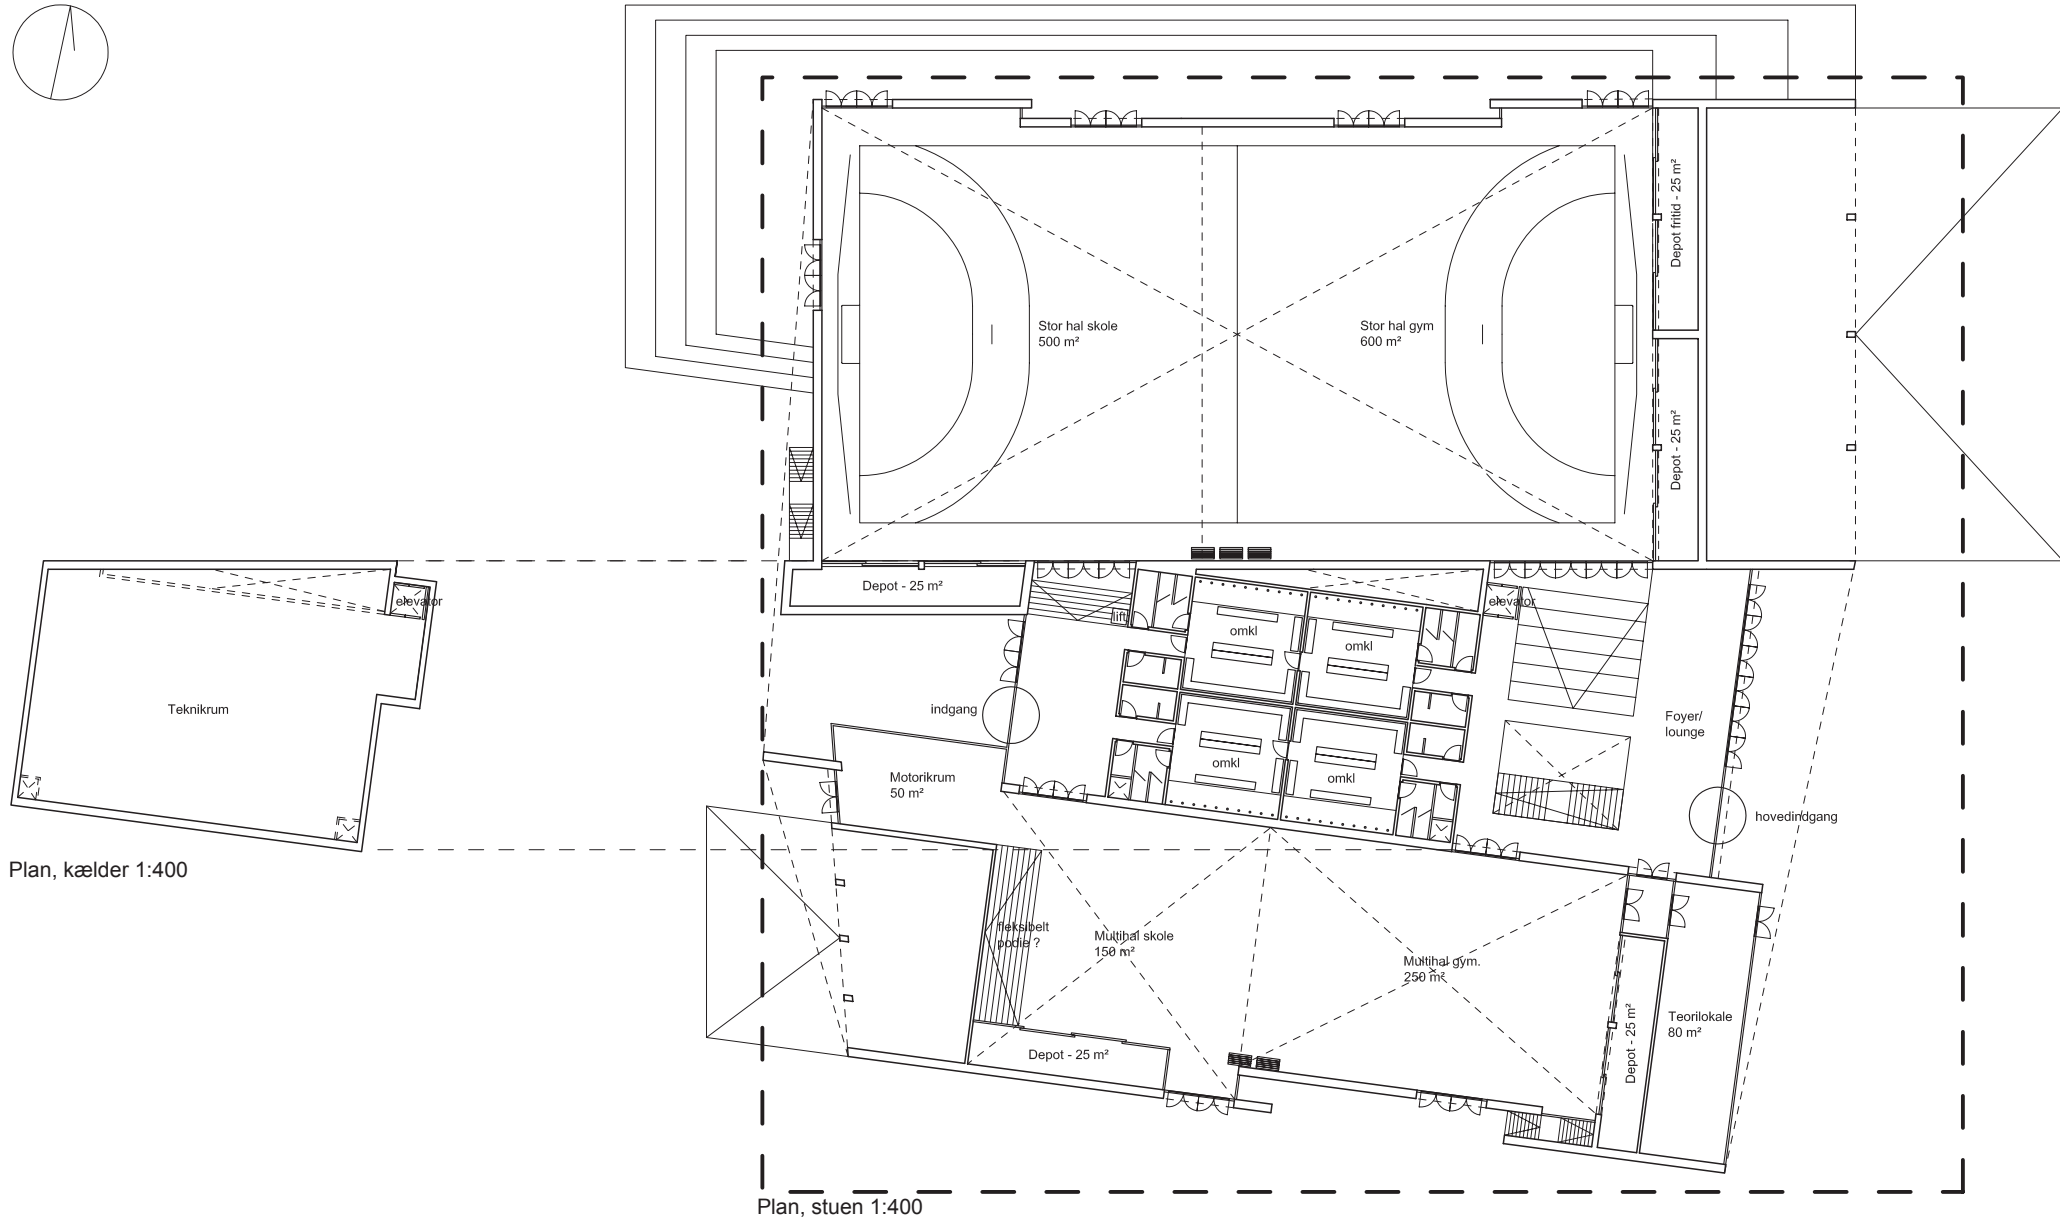 Stor hal skole
500 m²
Stor hal gym
600 m²
Depot fritid - 25 m²
Depot - 25 m²
Depot - 25 m²
elevator
lift
elevator
omkl
omkl
Teknikrum
indgang
Foyer/
lounge
omkl
omkl
Motorikrum
50 m²
hovedindgang
Plan, kælder 1:400
fleksibelt
podie ?
Multihal skole
150 m²
Multihal gym.
250 m²
Depot - 25 m²
Teorilokale
80 m²
Depot - 25 m²
Plan, stuen 1:400